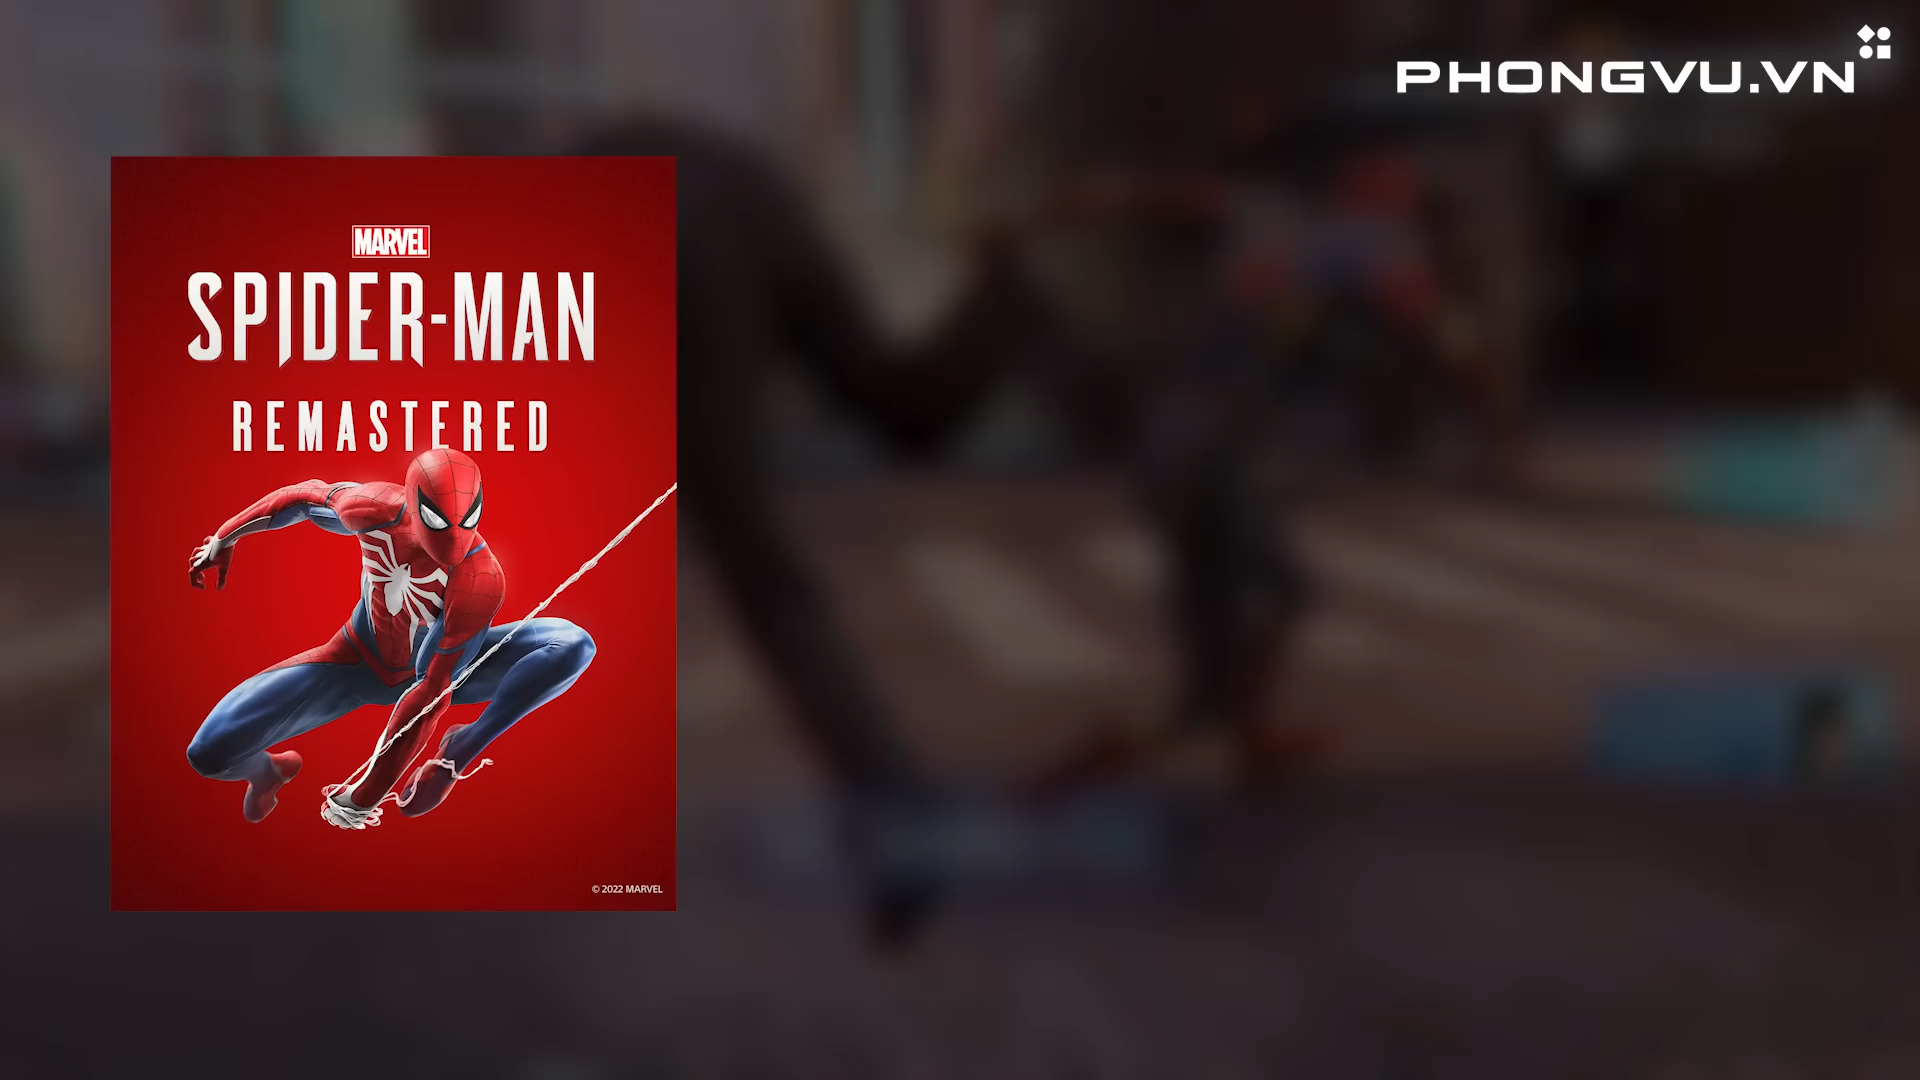 PHONGVU.VN
MARVEL
SPIDER-MAN
REMASTERED
© 2022 MARVEL